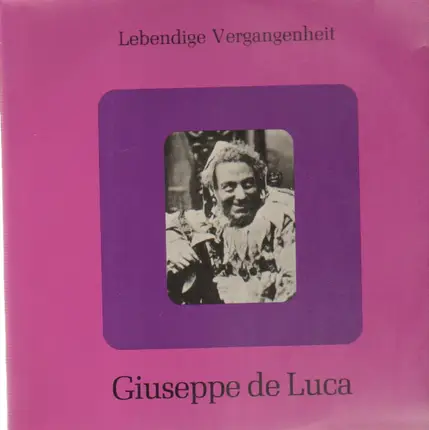 Lebendige Vergangenheit
Giuseppe de Luca